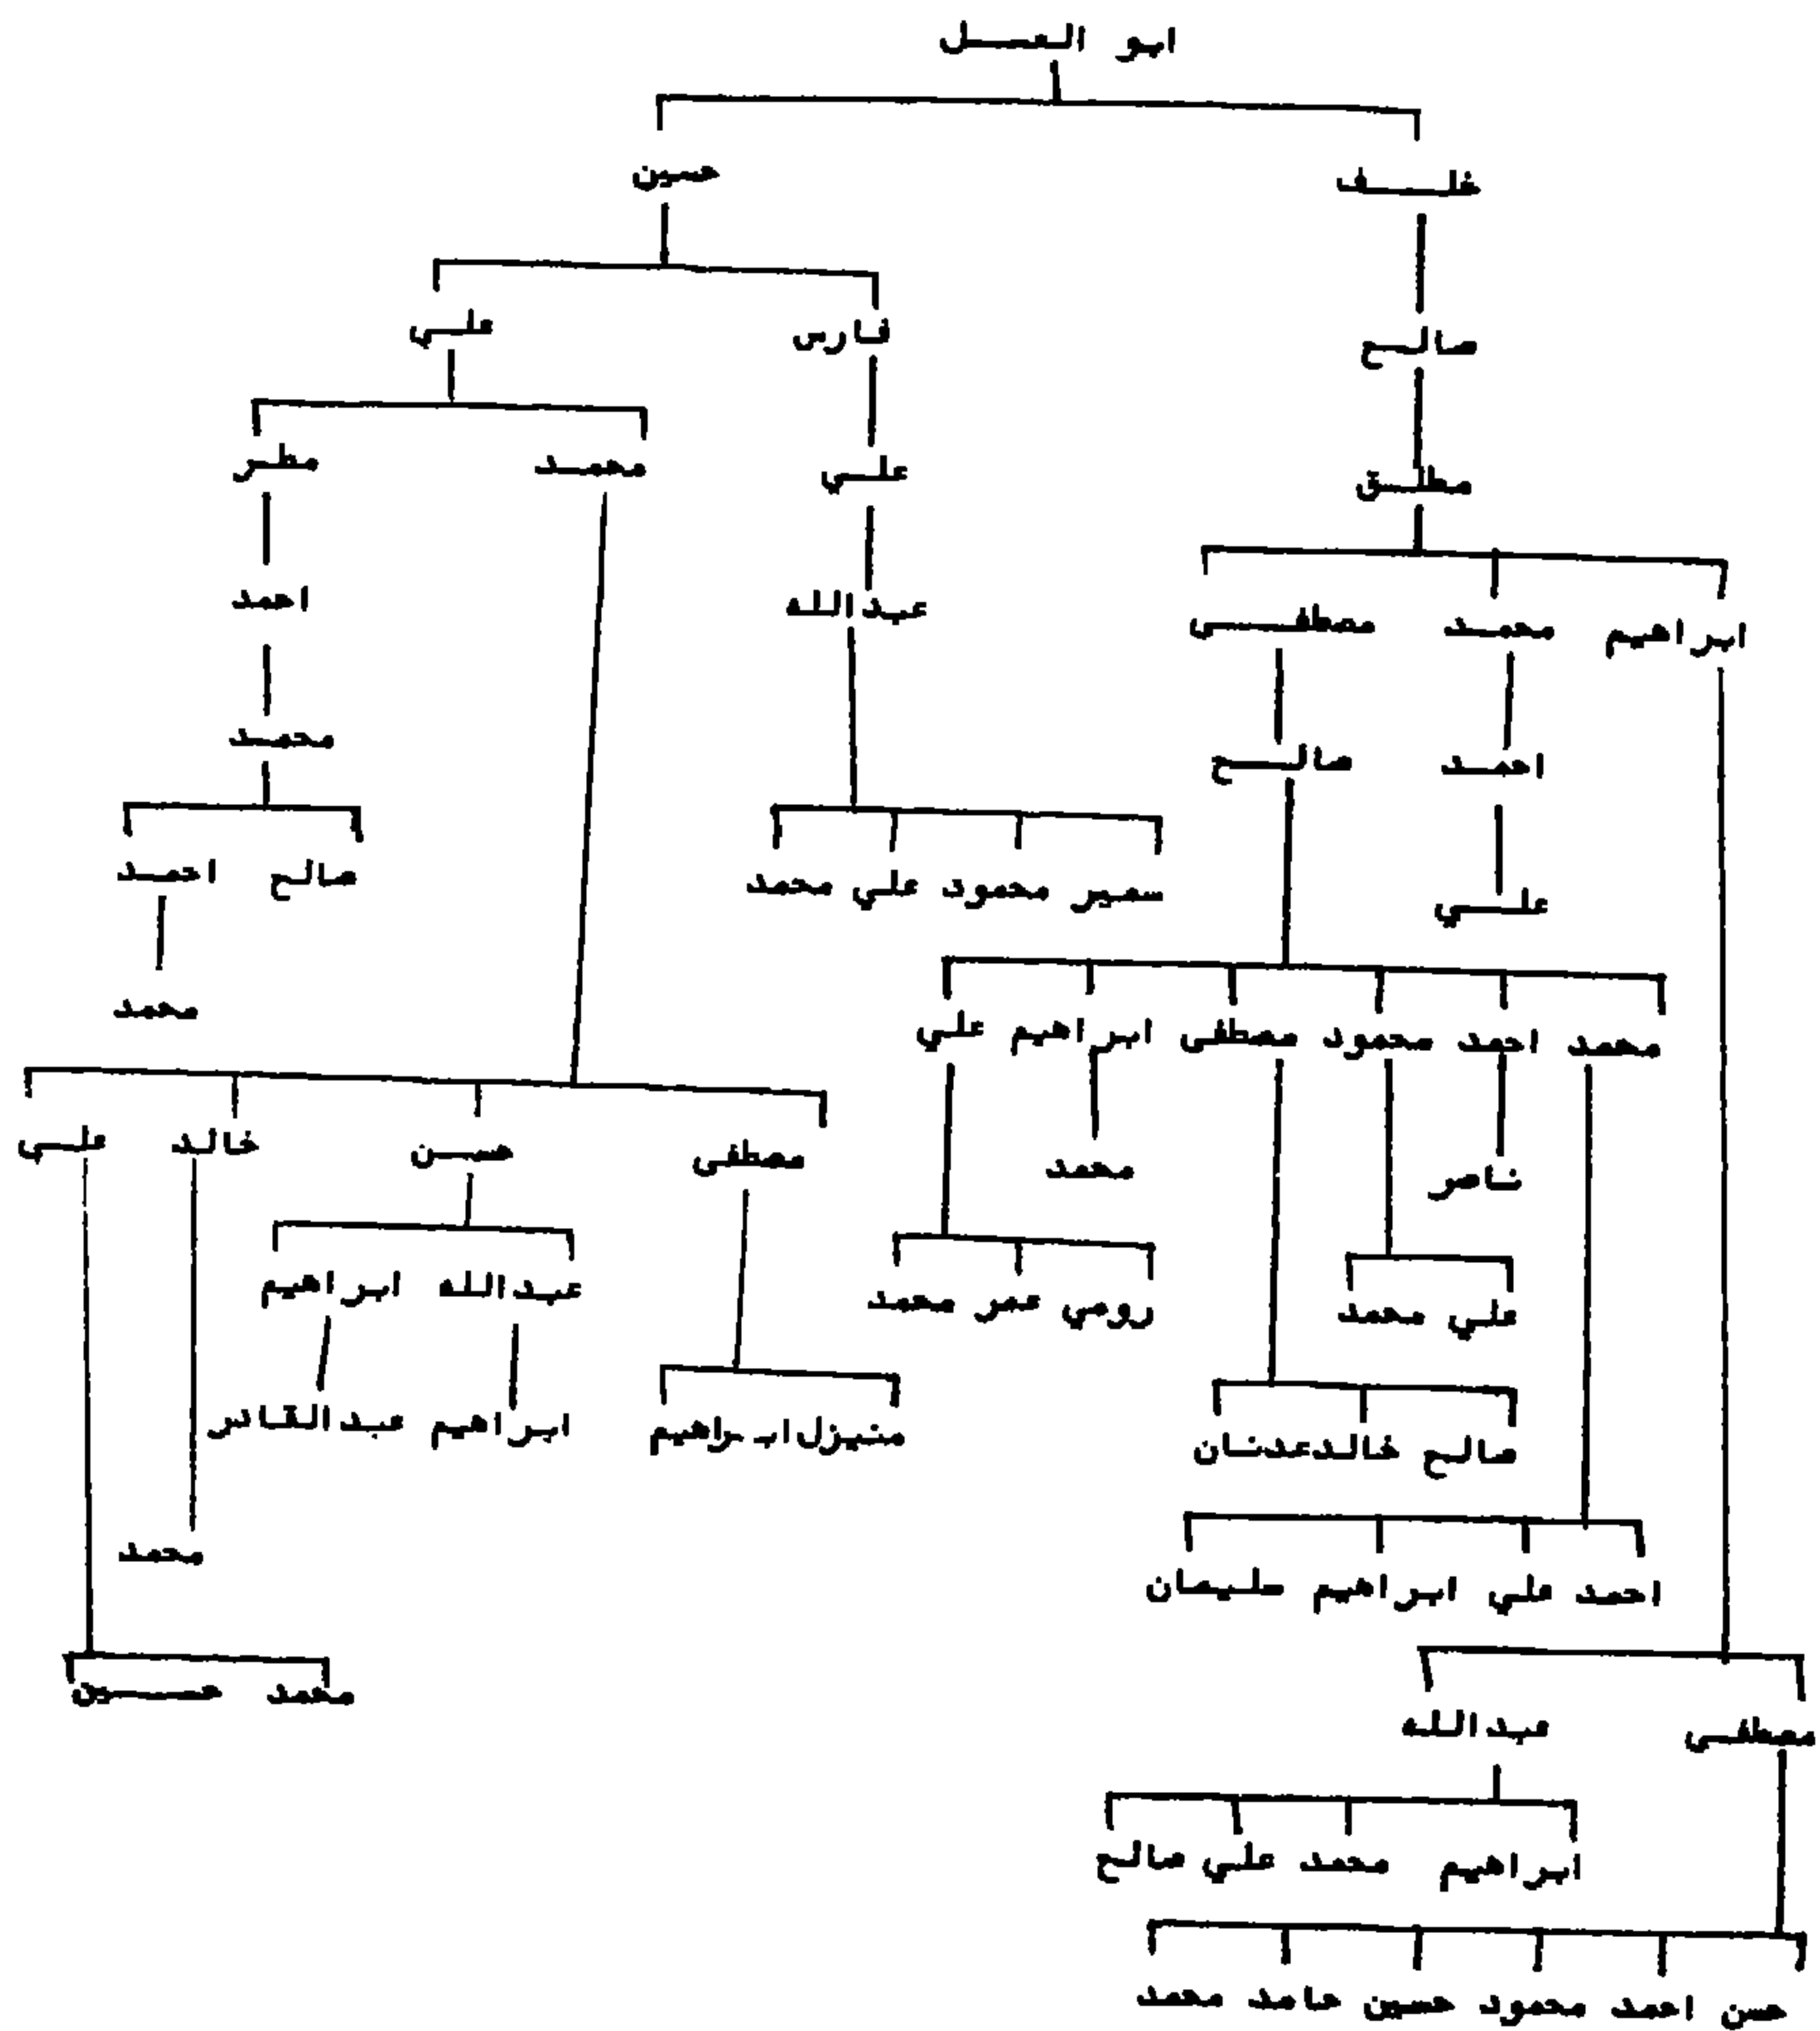 ابو العسل
حسين
خلف
علي
فارس
صالح
مطر
محمد
علي
مطلق
احمد
عبدالله
مصطفى
محمد
ابراهيم
محمد
صالح
احمد
صالح
احمد
سمير محمود علي محمد
علي
محمد
محمد احمد محمود مصطفى ابراهيم علي
مصطفى
حسن
خالد
علي
محمد
ناصر
عبدالله ابراهيم
رومي عمر محمد
علي محمد
ابراهيم عبدالقادر
منيزل ابراهيم
صالح خالد عدنان
محمد
احمد علي ابراهيم سليمان
محمد حسين
عبدالله
مصطفى
ابراهيم محمد علي صالح
حسن احمد محمود حسين حامد محمد